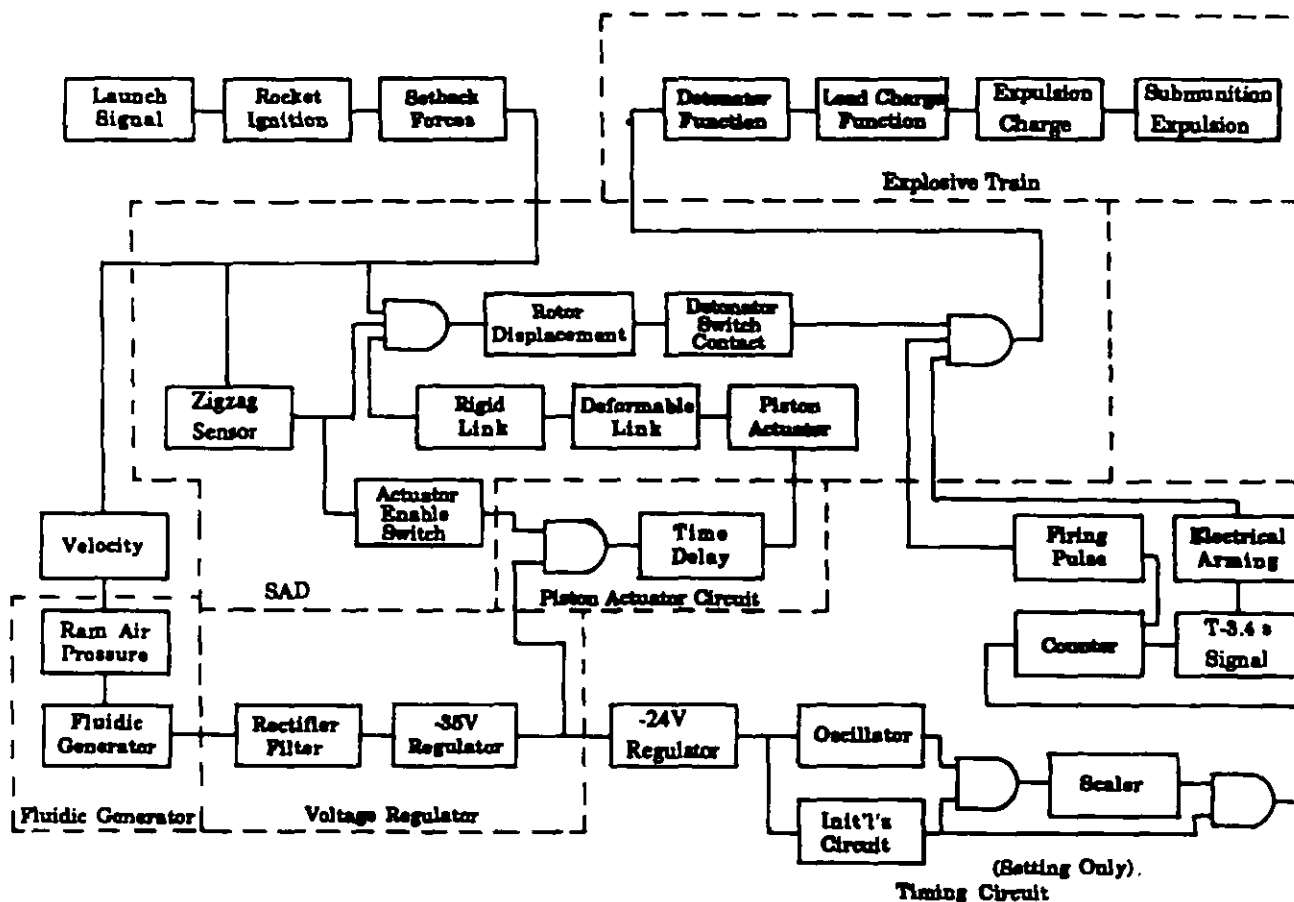 Launch
Signal
Rocket
Ignition
Setback
Forces
Detonator
Function
Lead Charge
Function
Expulsion
Charge
Submunition
Expulsion
Explosive Train
Rotor
Displacement
Detonator
Switch
Contact
Zigzag
Sensor
Rigid
Link
Deformable
Link
Piston
Actuator
Actuator
Enable
Switch
Time
Delay
Velocity
Firing
Pulse
Electrical
Arming
SAD
Piston Actuator Circuit
Ram Air
Pressure
Counter
T-3.4 s
Signal
Fluidic
Generator
Rectifier
Filter
-35V
Regulator
-24V
Regulator
Oscillator
Scaler
Init'l's
Circuit
Fluidic Generator
Voltage Regulator
(Setting Only).
Timing Circuit